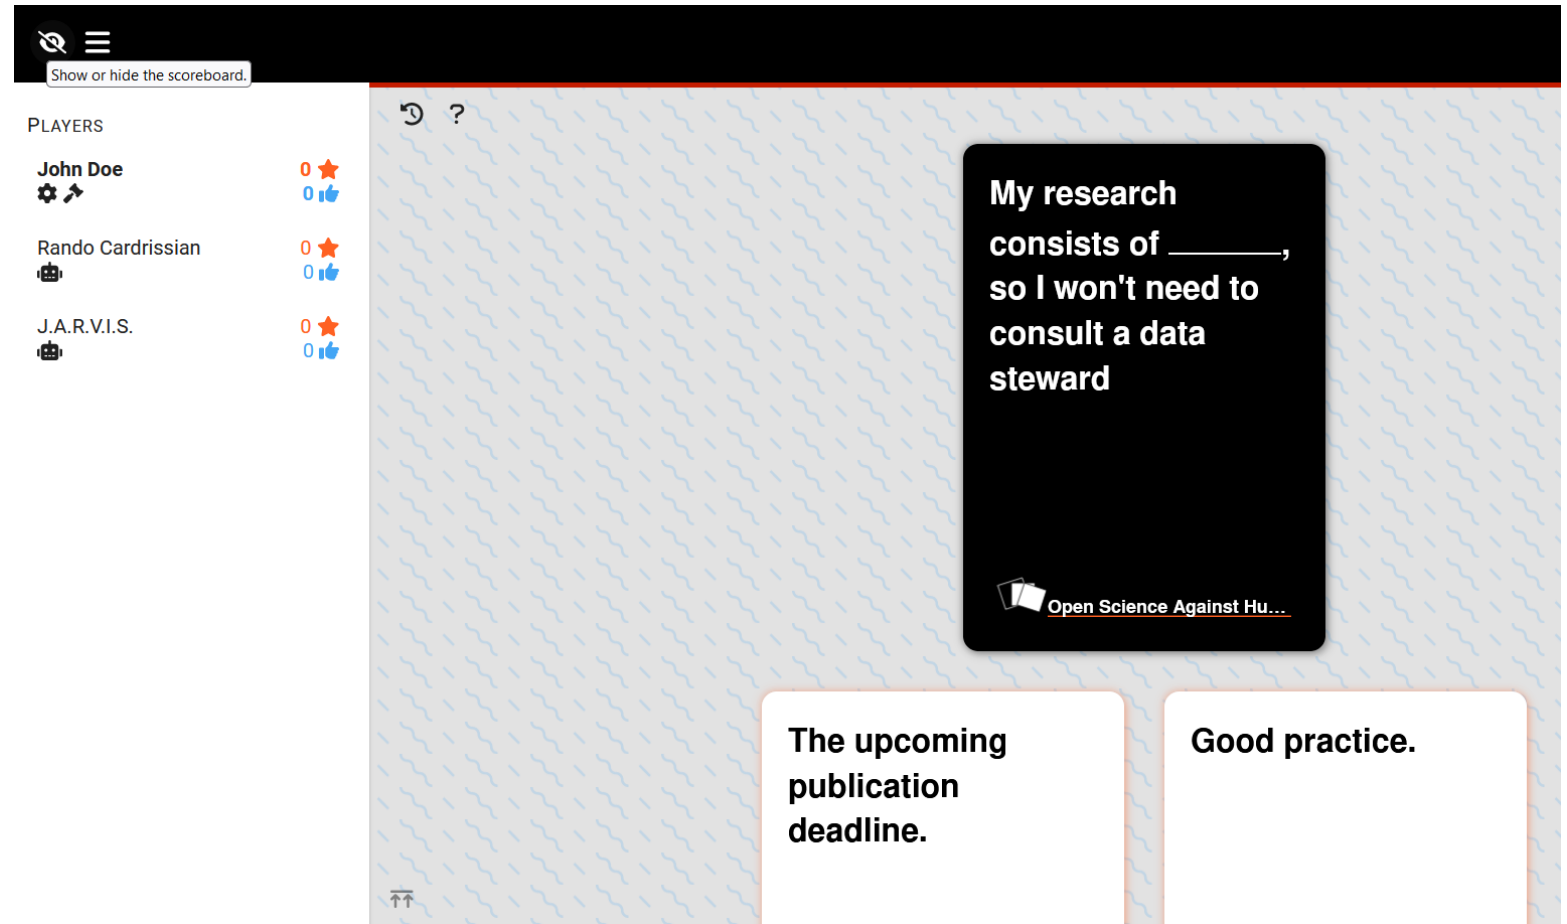 Show or hide the scoreboard.
PLAYERS
John Doe
0
0
Rando Cardrissian
0
0
J.A.R.V.I.S.
0
0
?
My research
consists of ______,
so I won't need to
consult a data
steward
Open Science Against Hu...
The upcoming
publication
deadline.
Good practice.